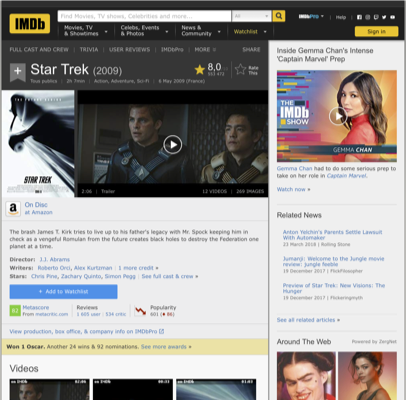 IMDb
Find Movies, TV shows, Celebrities and more...
All
IMDbPro
Help
Movies, TV & Showtimes
Celebs, Events & Photos
News & Community
Watchlist
Sign in
FULL CAST AND CREW | TRIVIA | USER REVIEWS | IMDbPro | MORE
SHARE
Star Trek (2009)
8,0
Rate This
Tous publics | 2h 7min | Action, Adventure, Sci-Fi | 6 May 2009 (France)
STAR TREK
2:06 | Trailer
12 VIDEOS | 269 IMAGES
On Disc
at Amazon
The brash James T. Kirk tries to live up to his father's legacy with Mr. Spock keeping him in
check as a vengeful Romulan from the future creates black holes to destroy the Federation one
planet at a time.
Director: J.J. Abrams
Writers: Roberto Orci, Alex Kurtzman | 1 more credit »
Stars: Chris Pine, Zachary Quinto, Simon Pegg | See full cast & crew »
+ Add to Watchlist
82
Metascore
From metacritic.com
Reviews
1 603 user | 534 critic
Popularity
View production, box office, & company info on IMDbPro
Won 1 Oscar. Another 24 wins & 92 nominations. See more awards »
Videos
Inside Gemma Chan's Intense
'Captain Marvel' Prep
THE
IMDb
SHOW
GEMMA CHAN
Gemma Chan had to do some serious prep to
take on her role in Captain Marvel.
Watch now »
Related News
Anton Yelchin's Parents Settle Lawsuit
With Automaker
23 March 2018 | Rolling Stone
Jumanji: Welcome to the Jungle movie
review: jungle feeble
19 December 2017 | FlickFilosopher
Preview of Star Trek: New Visions: The
Hunger
19 December 2017 | Flickeringmyth
See all related articles »
Around The Web
Powered by ZergNet